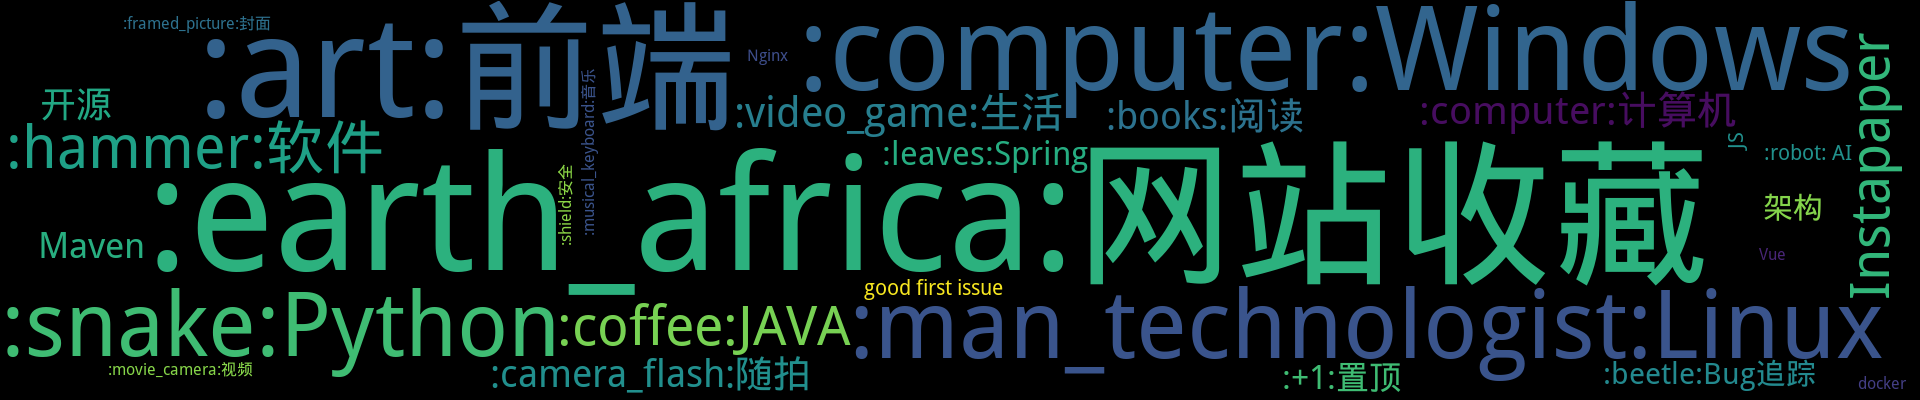 :framed_picture:封面
:art:前端
Nginx
:computer:Windows
Instapaper
开源
:musical_keyboard:音乐
:video_game:生活
:books:阅读
:computer:计算机
:hammer:软件
:leaves:Spring
JS
:robot: AI
:earth_africa:网站收藏
:shield:安全
架构
Maven
Vue
good first issue
:snake:Python
:coffee:JAVA
:man_technologist:Linux
:movie_camera:视频
:camera_flash:随拍
:+1:置顶
:beetle:Bug追踪
docker